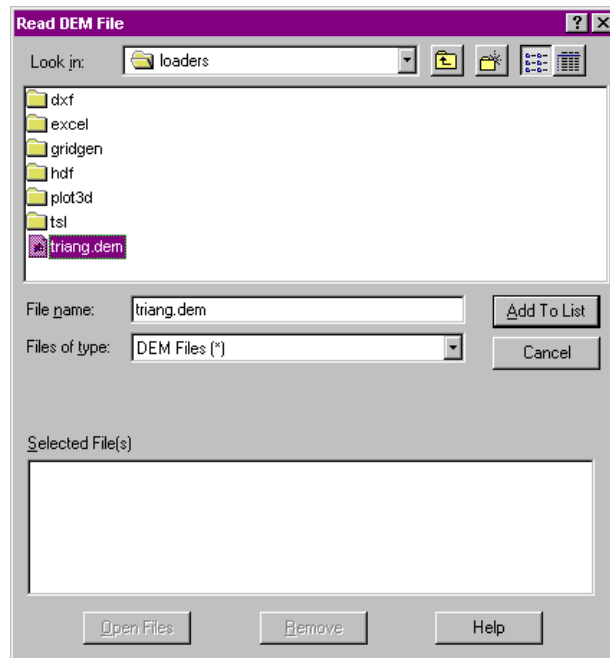 Read DEM File
Look in: loaders
dxf
excel
gridgen
hdf
plot3d
tsl
triang.dem
File name: triang.dem Add To List
Files of type: DEM Files (*) Cancel
Selected File(s)
Open Files Remove Help